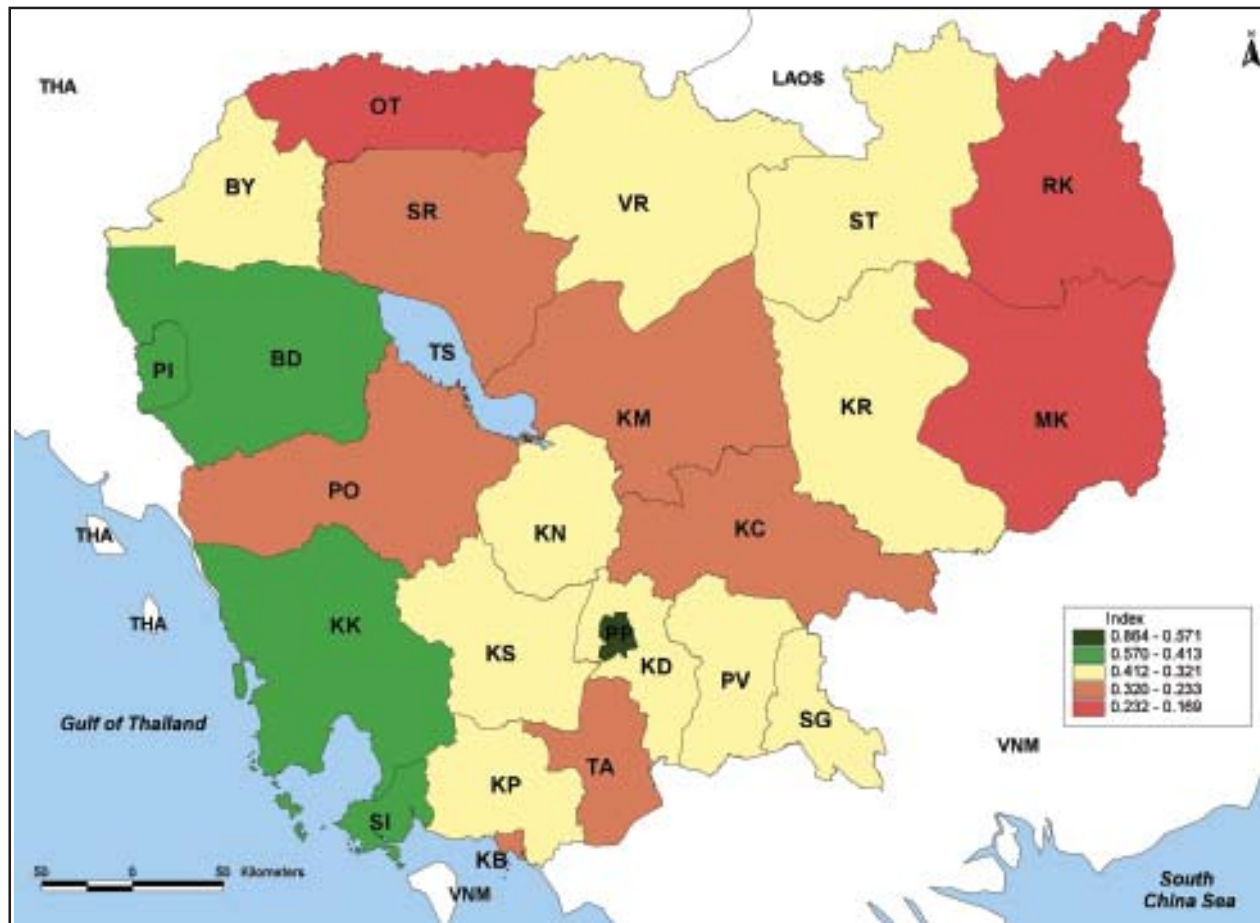 N
THA
LAOS
OT
BY
SR
VR
ST
RK
PI
BD
TS
KM
KR
MK
PO
KN
KC
THA
THA
KK
KS
PP
KD
PV
SG
Index
0.864 - 0.571
0.570 - 0.413
0.412 - 0.321
0.320 - 0.233
0.232 - 0.169
Gulf of Thailand
VNM
KP
TA
SI
KB
VNM
50 0 50 Kilometers
South
China Sea